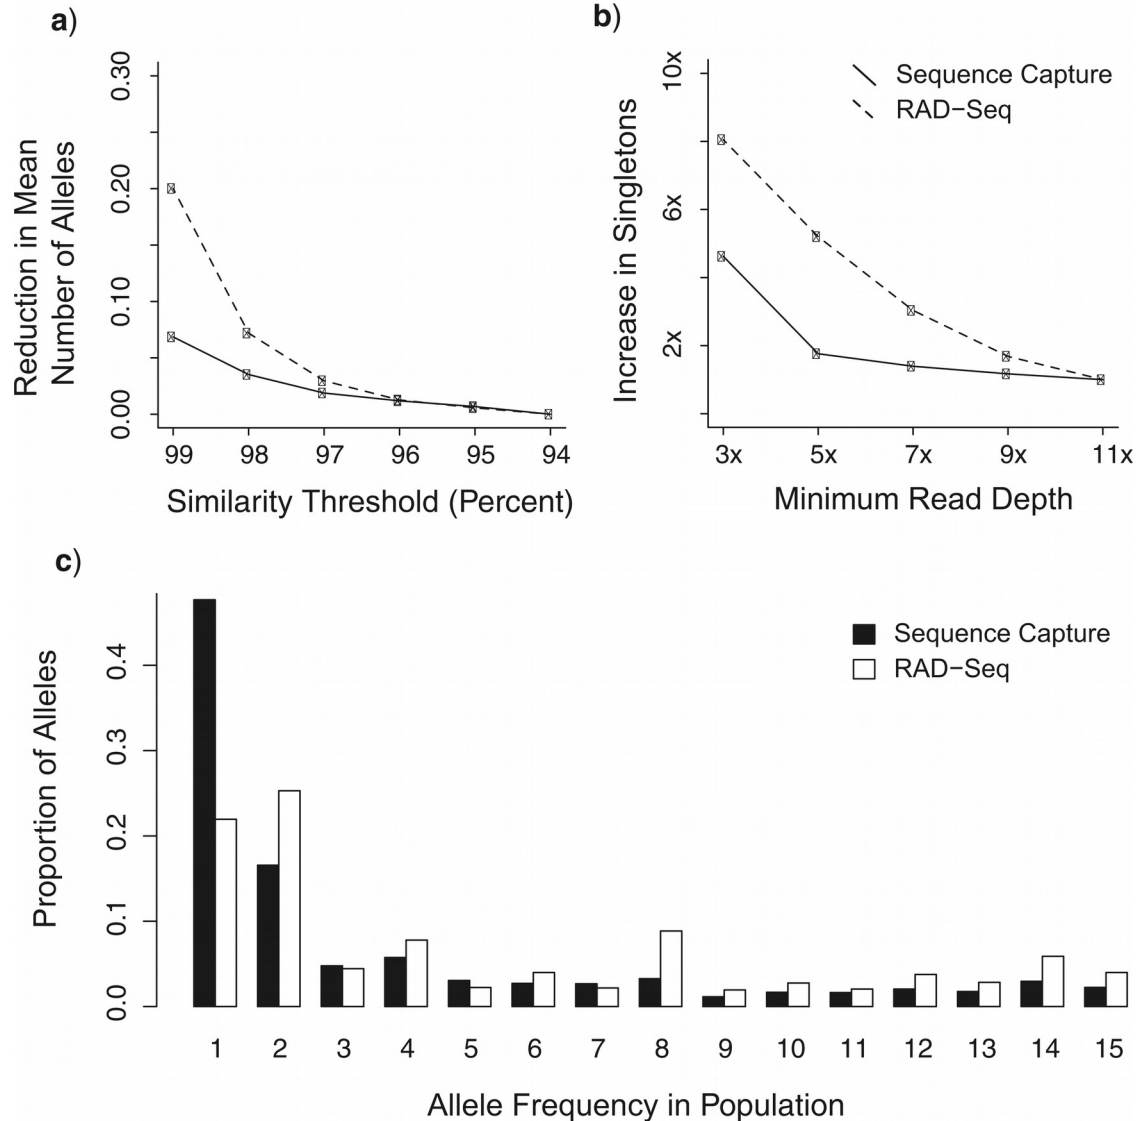 a)
0.30
0.20
0.10
0.00
Reduction in Mean
Number of Alleles
99 98 97 96 95 94
Similarity Threshold (Percent)
b)
10x
6x
2x
Increase in Singletons
Sequence Capture
RAD−Seq
3x 5x 7x 9x 11x
Minimum Read Depth
c)
0.4
0.3
0.2
0.1
0.0
Proportion of Alleles
Sequence Capture
RAD−Seq
1 2 3 4 5 6 7 8 9 10 11 12 13 14 15
Allele Frequency in Population